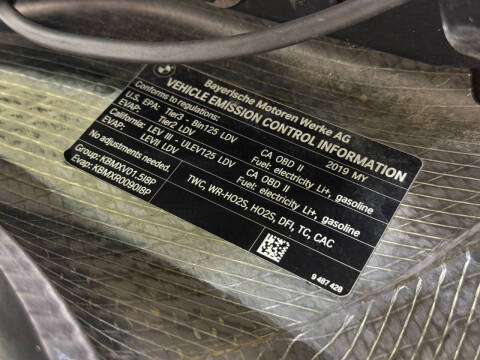 Bayerische Motoren Werke AG
VEHICLE EMISSION CONTROL INFORMATION
Conforms to regulations: 2019 MY
U.S. EPA: Tier3 - Bin125 LDV CA OBD II
EVAP: Tier2 LDV Fuel: electricity Li+, gasoline
California: LEV III ULEV125 LDV CA OBD II
EVAP: LEVII LDV Fuel: electricity Li+, gasoline
No adjustments needed.
Group: KBMXV01.5I8P TWC, WR-HO2S, HO2S, DFI, TC, CAC
Evap: KBMXR0090I8P
9 487 428